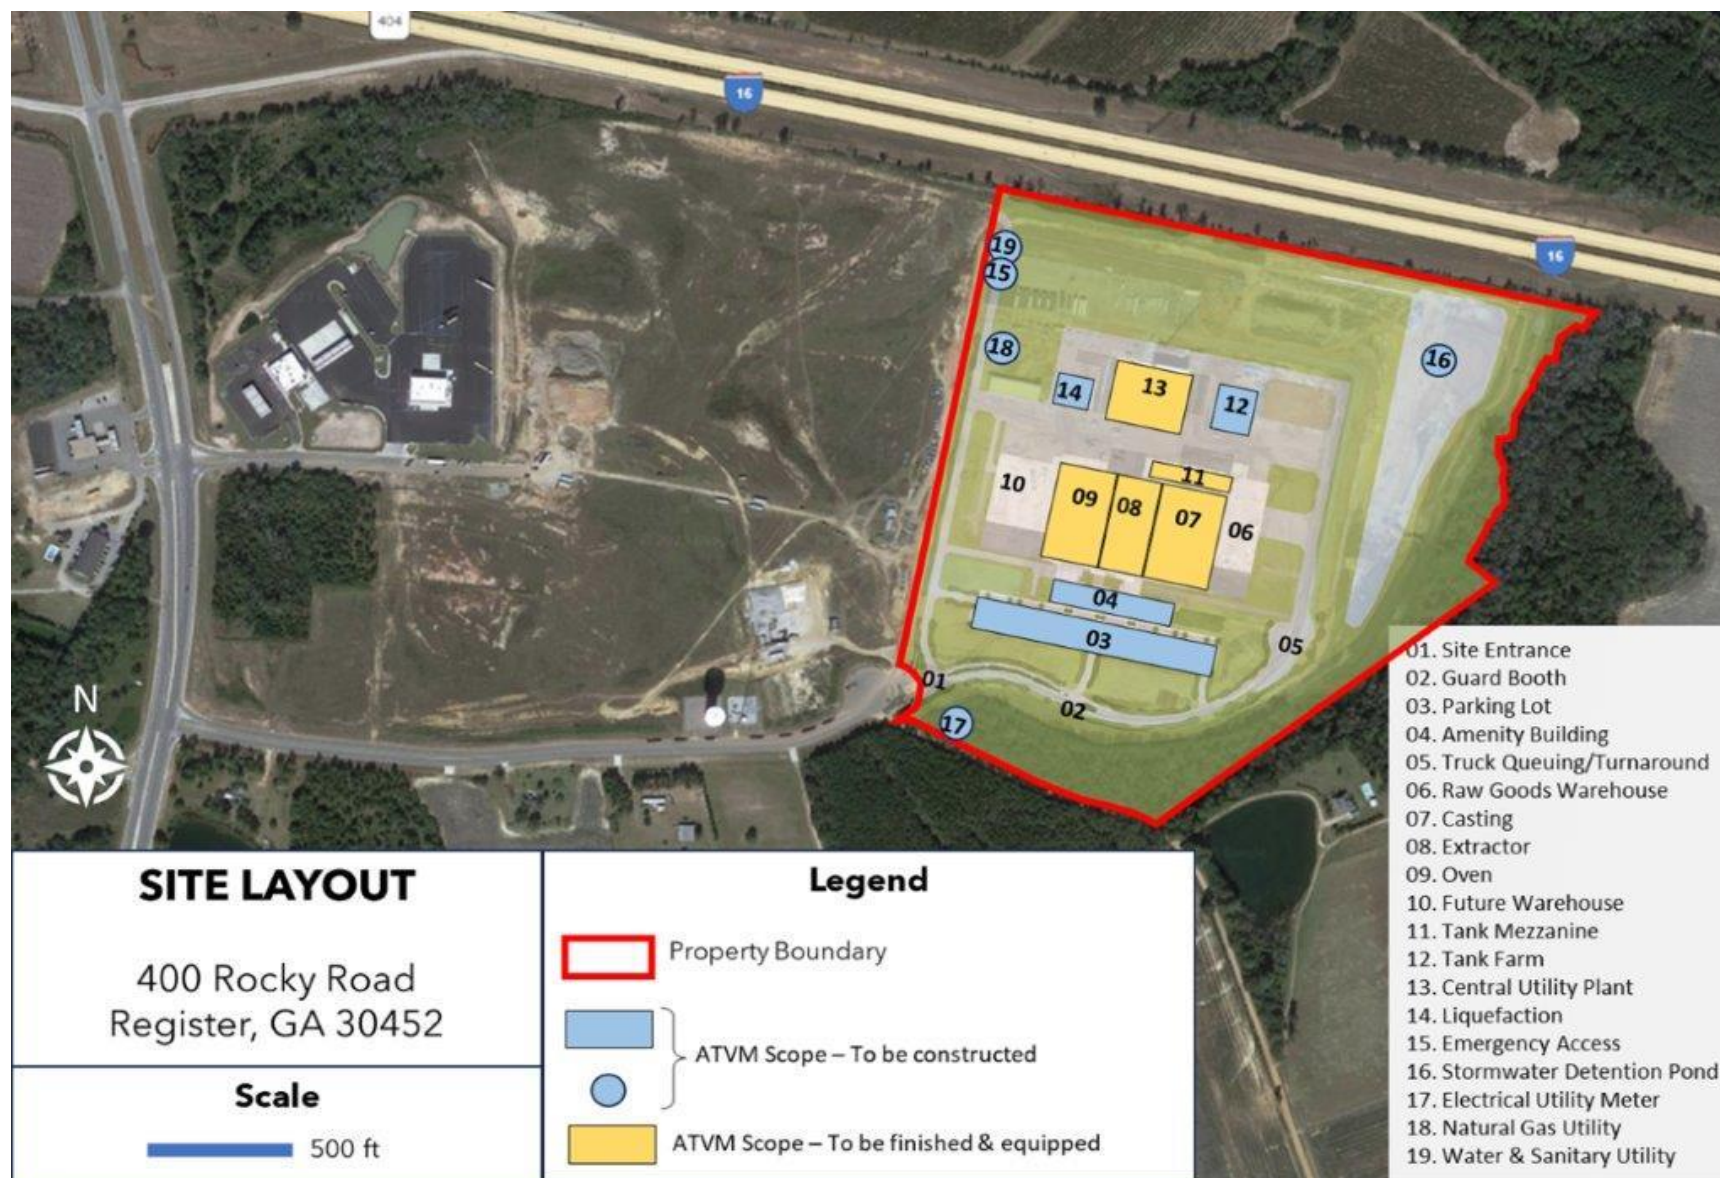 404
16
16
19
15
18
16
14
13
12
11
10
09
08
07
06
04
03
05
01
02
17
N
01. Site Entrance
02. Guard Booth
03. Parking Lot
04. Amenity Building
05. Truck Queuing/Turnaround
06. Raw Goods Warehouse
07. Casting
08. Extractor
09. Oven
10. Future Warehouse
11. Tank Mezzanine
12. Tank Farm
13. Central Utility Plant
14. Liquefaction
15. Emergency Access
16. Stormwater Detention Pond
17. Electrical Utility Meter
18. Natural Gas Utility
19. Water & Sanitary Utility
SITE LAYOUT
400 Rocky Road
Register, GA 30452
Scale
500 ft
Legend
Property Boundary
ATVM Scope – To be constructed
ATVM Scope – To be finished & equipped